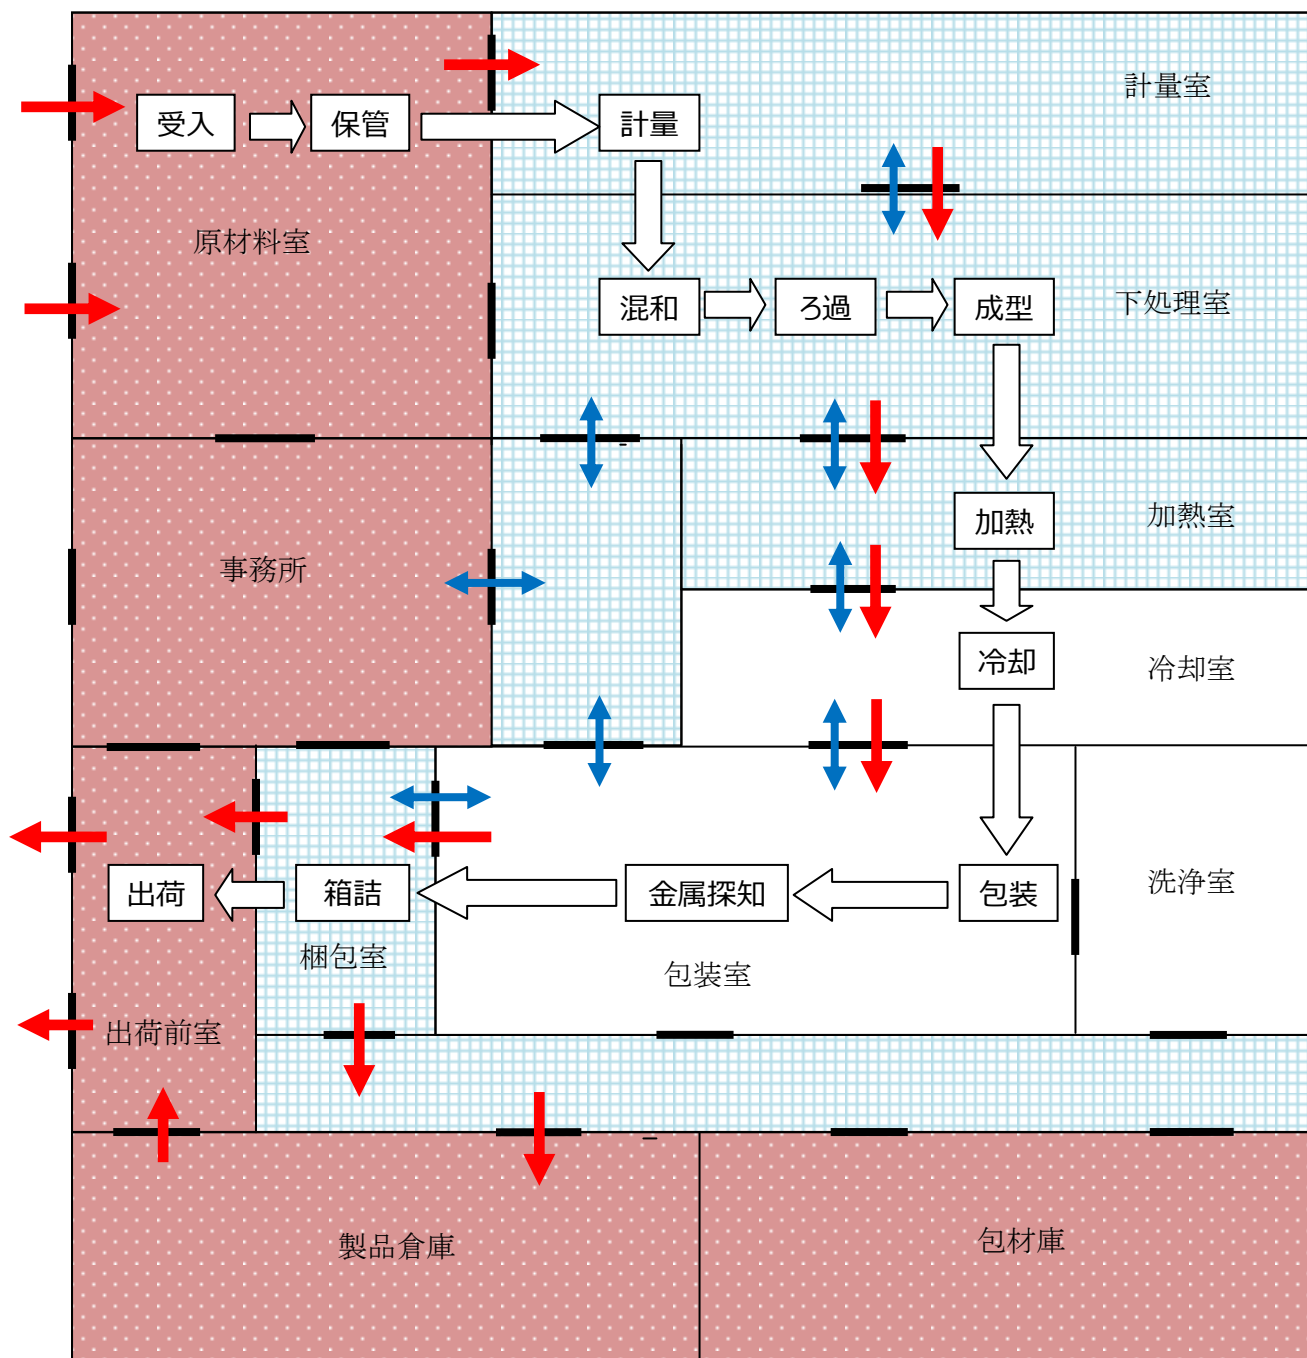 計量室
受入
保管
計量
原材料室
混和
ろ過
成型
下処理室
加熱
加熱室
事務所
冷却
冷却室
出荷
箱詰
金属探知
包装
洗浄室
梱包室
包装室
出荷前室
製品倉庫
包材庫